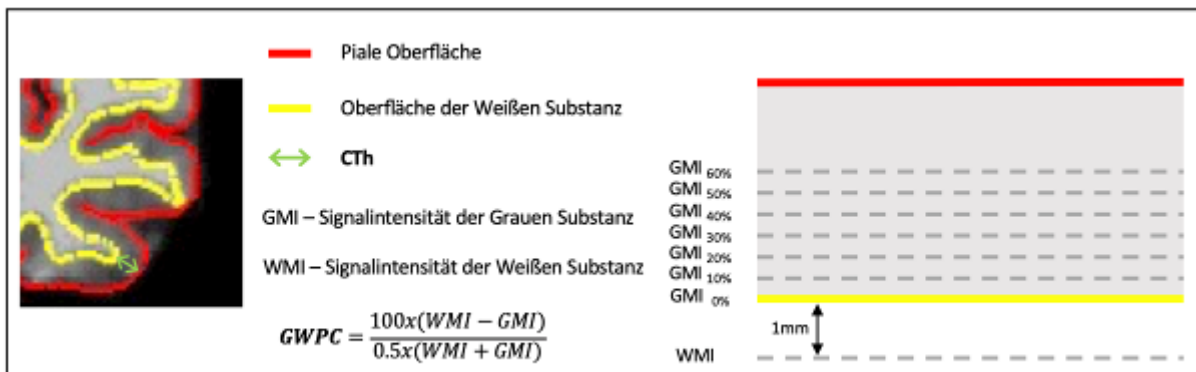 Piale Oberfläche
Oberfläche der Weißen Substanz
CTh
GMI – Signalintensität der Grauen Substanz
WMI – Signalintensität der Weißen Substanz
GWPC = 100x(WMI − GMI)
0.5x(WMI + GMI)
GMI 60%
GMI 50%
GMI 40%
GMI 30%
GMI 20%
GMI 10%
GMI 0%
1mm
WMI